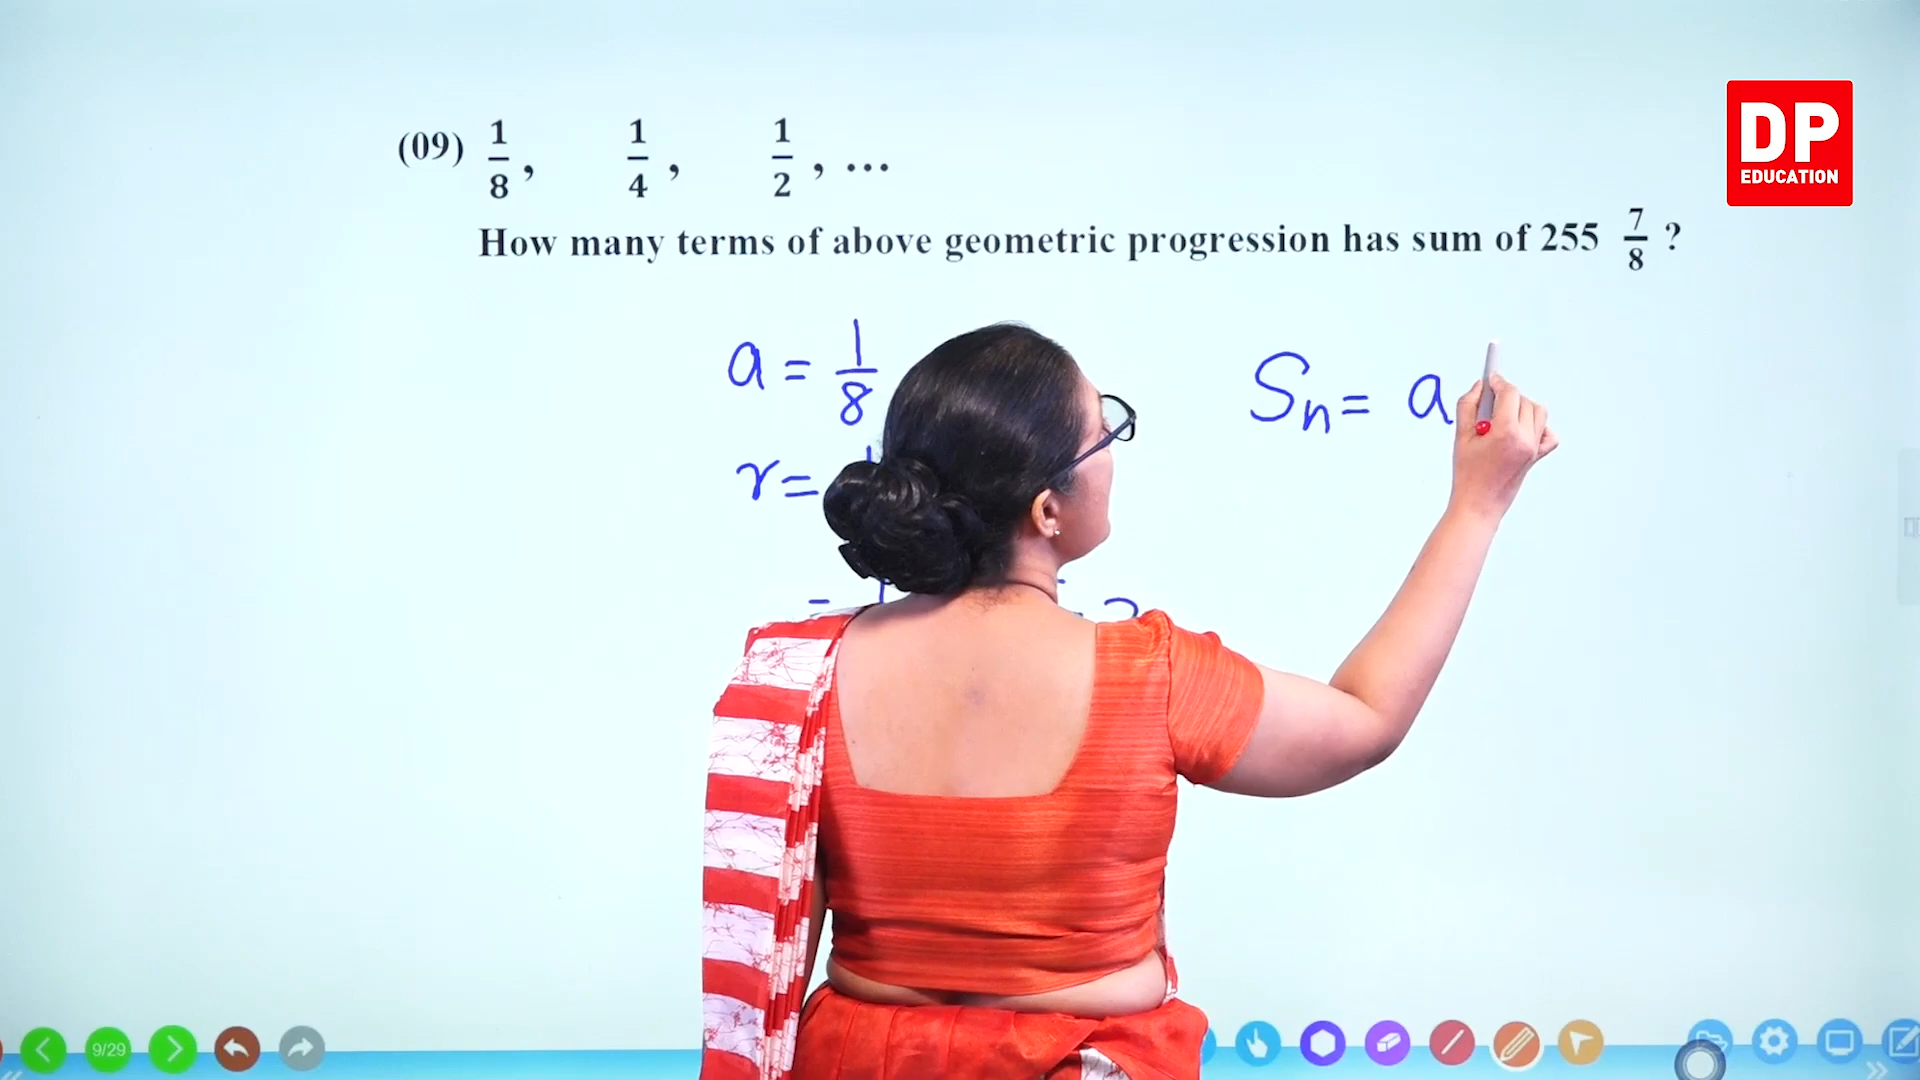 DP
EDUCATION
(09) 1/8, 1/4, 1/2, ...
How many terms of above geometric progression has sum of 255 7/8 ?
a = 1/8
Sn = a
r =
=
9/29